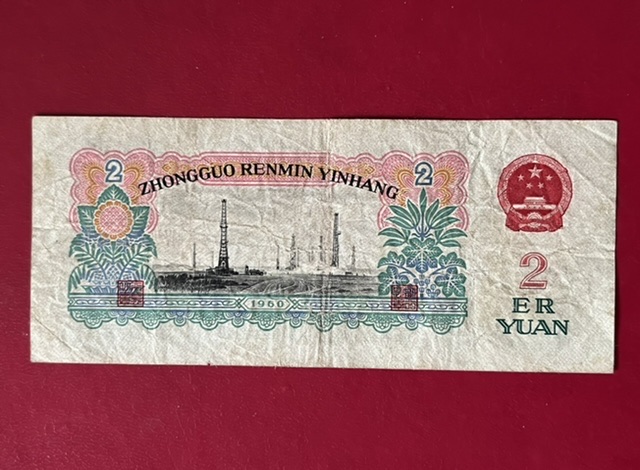 2 2
ZHONGGUO RENMIN YINHANG
2
ER
YUAN
1960